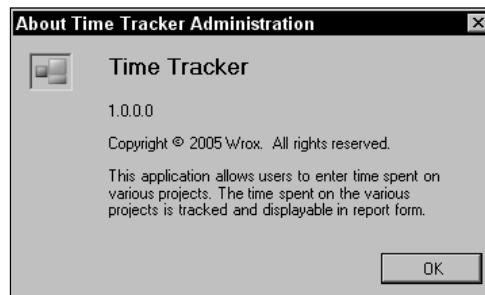 About Time Tracker Administration
Time Tracker
1.0.0.0
Copyright © 2005 Wrox. All rights reserved.
This application allows users to enter time spent on
various projects. The time spent on the various
projects is tracked and displayable in report form.
OK